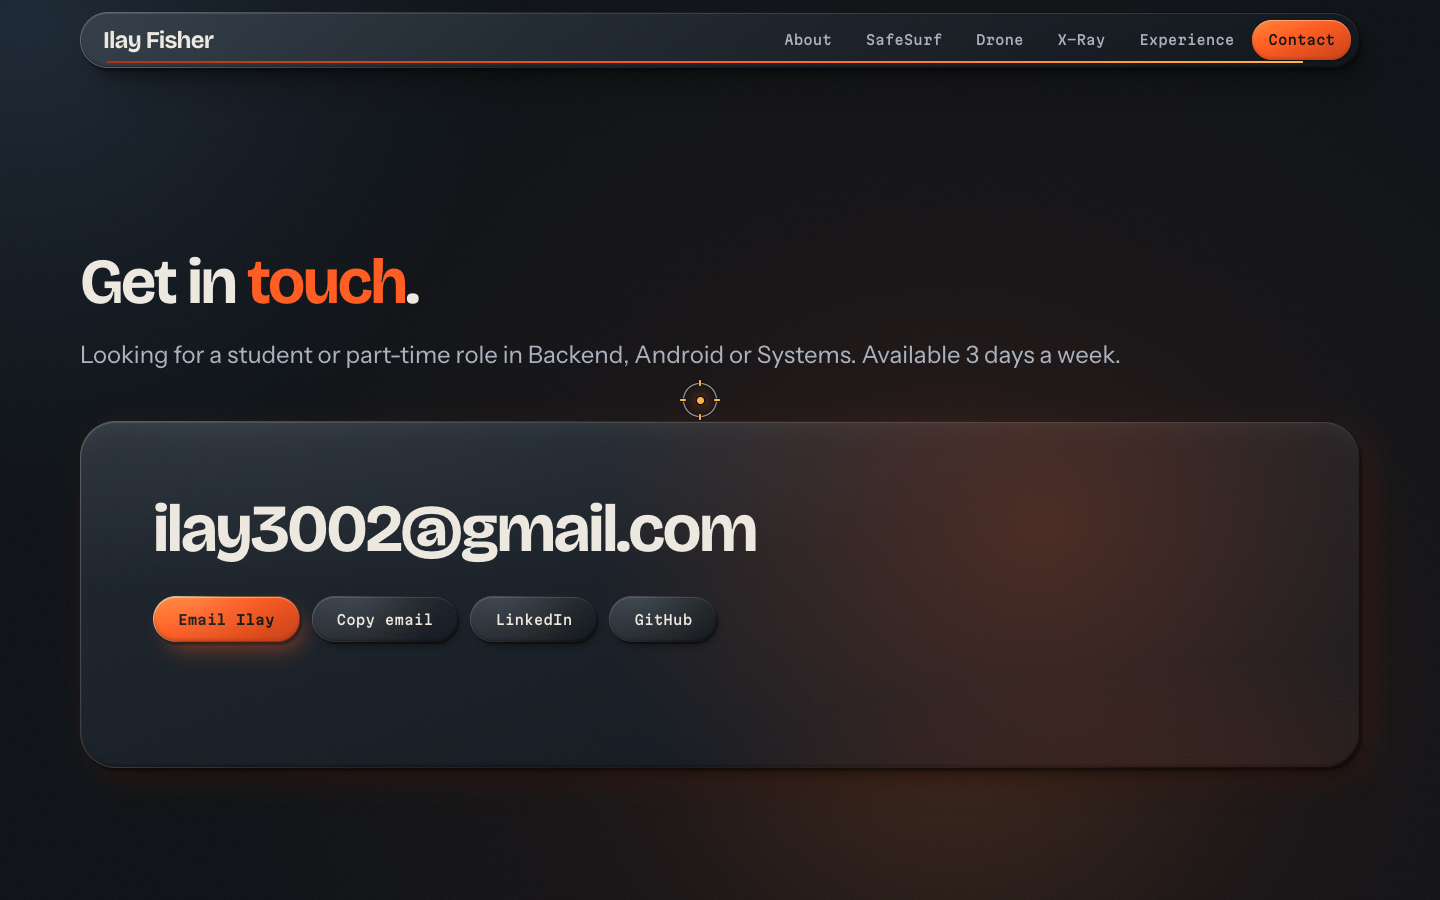 Ilay Fisher
About SafeSurf Drone X-Ray Experience Contact
Get in touch.
Looking for a student or part-time role in Backend, Android or Systems. Available 3 days a week.
ilay3002@gmail.com
Email Ilay Copy email LinkedIn GitHub